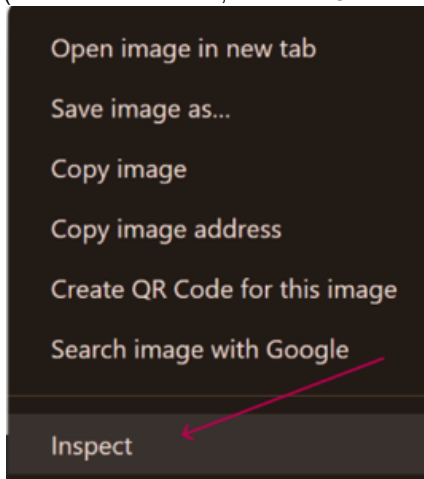 Open image in new tab
Save image as...
Copy image
Copy image address
Create QR Code for this image
Search image with Google
Inspect